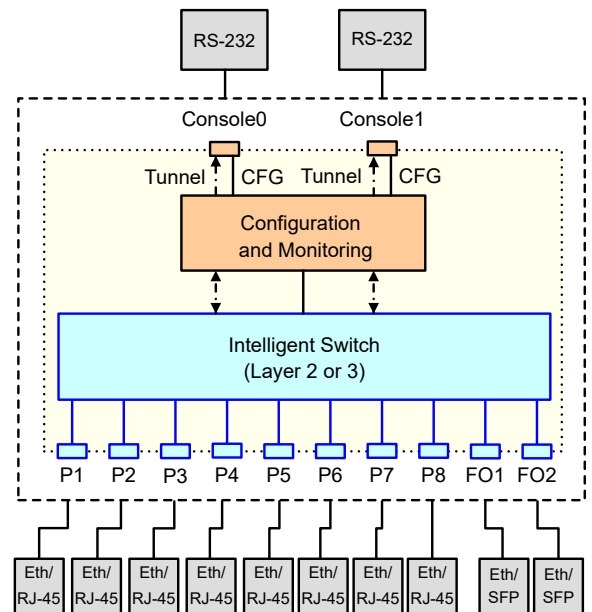 RS-232 RS-232
Console0 Console1
Tunnel CFG Tunnel CFG
Configuration
and Monitoring
Intelligent Switch
(Layer 2 or 3)
P1 P2 P3 P4 P5 P6 P7 P8 FO1 FO2
Eth/ Eth/ Eth/ Eth/ Eth/ Eth/ Eth/ Eth/ Eth/ Eth/
RJ-45 RJ-45 RJ-45 RJ-45 RJ-45 RJ-45 RJ-45 RJ-45 SFP SFP